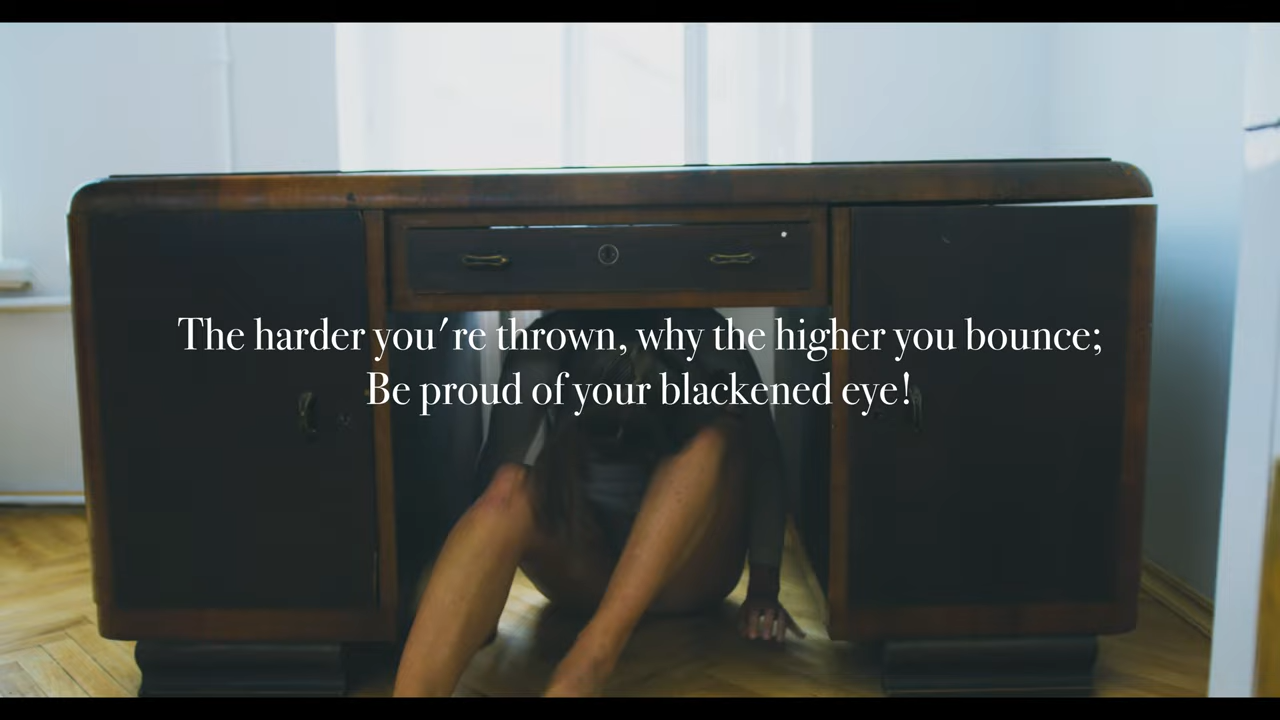 The harder you're thrown, why the higher you bounce;
Be proud of your blackened eye!